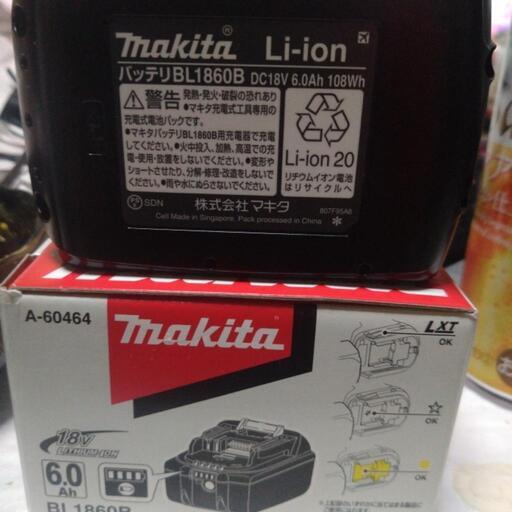 makita Li-ion
バッテリBL1860B DC18V 6.0Ah 108Wh
警告 発熱・発火・破裂の恐れあり
●マキタ充電式工具専用の
充電式電池パックです。
●マキタバッテリBL1860B用充電器で充電
してください。●火中投入、加熱、高温での充
電・使用・放置をしないでください。●変形や
ショートさせたり、分解・修理・改造をしないで
ください。●雨や水にぬらさないでください。
Li-ion 20
リチウムイオン電池
はリサイクルへ
SDN 株式会社 マキタ
Cell Made in Singapore. Pack processed in China
807F95A6
A-60464
makita
LXT
OK
☆
OK
18V
LITHIUM-ION
6.0
Ah
BL1860B
OK